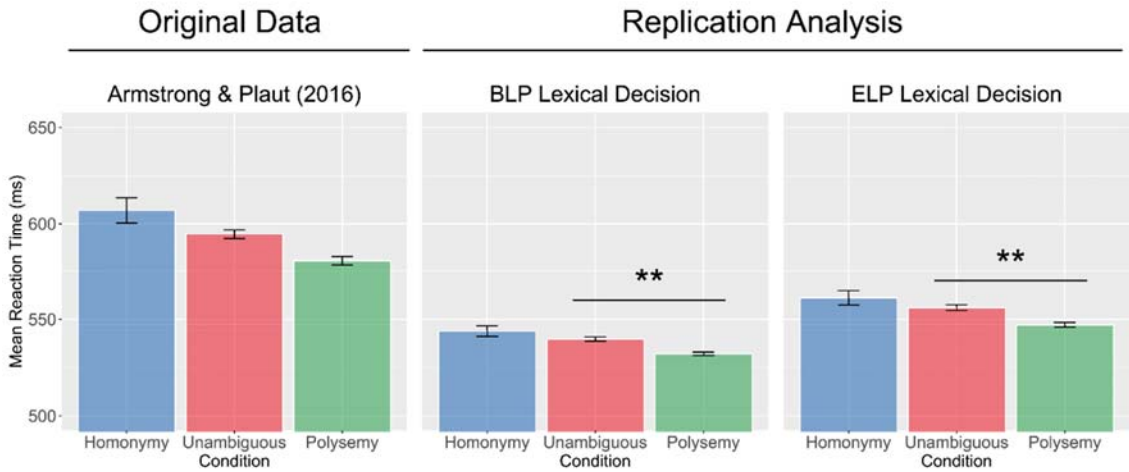 Original Data
Replication Analysis
Armstrong & Plaut (2016)
BLP Lexical Decision
ELP Lexical Decision
Mean Reaction Time (ms)
650
600
550
500
**
**
Homonymy Unambiguous Polysemy
Condition
Homonymy Unambiguous Polysemy
Condition
Homonymy Unambiguous Polysemy
Condition